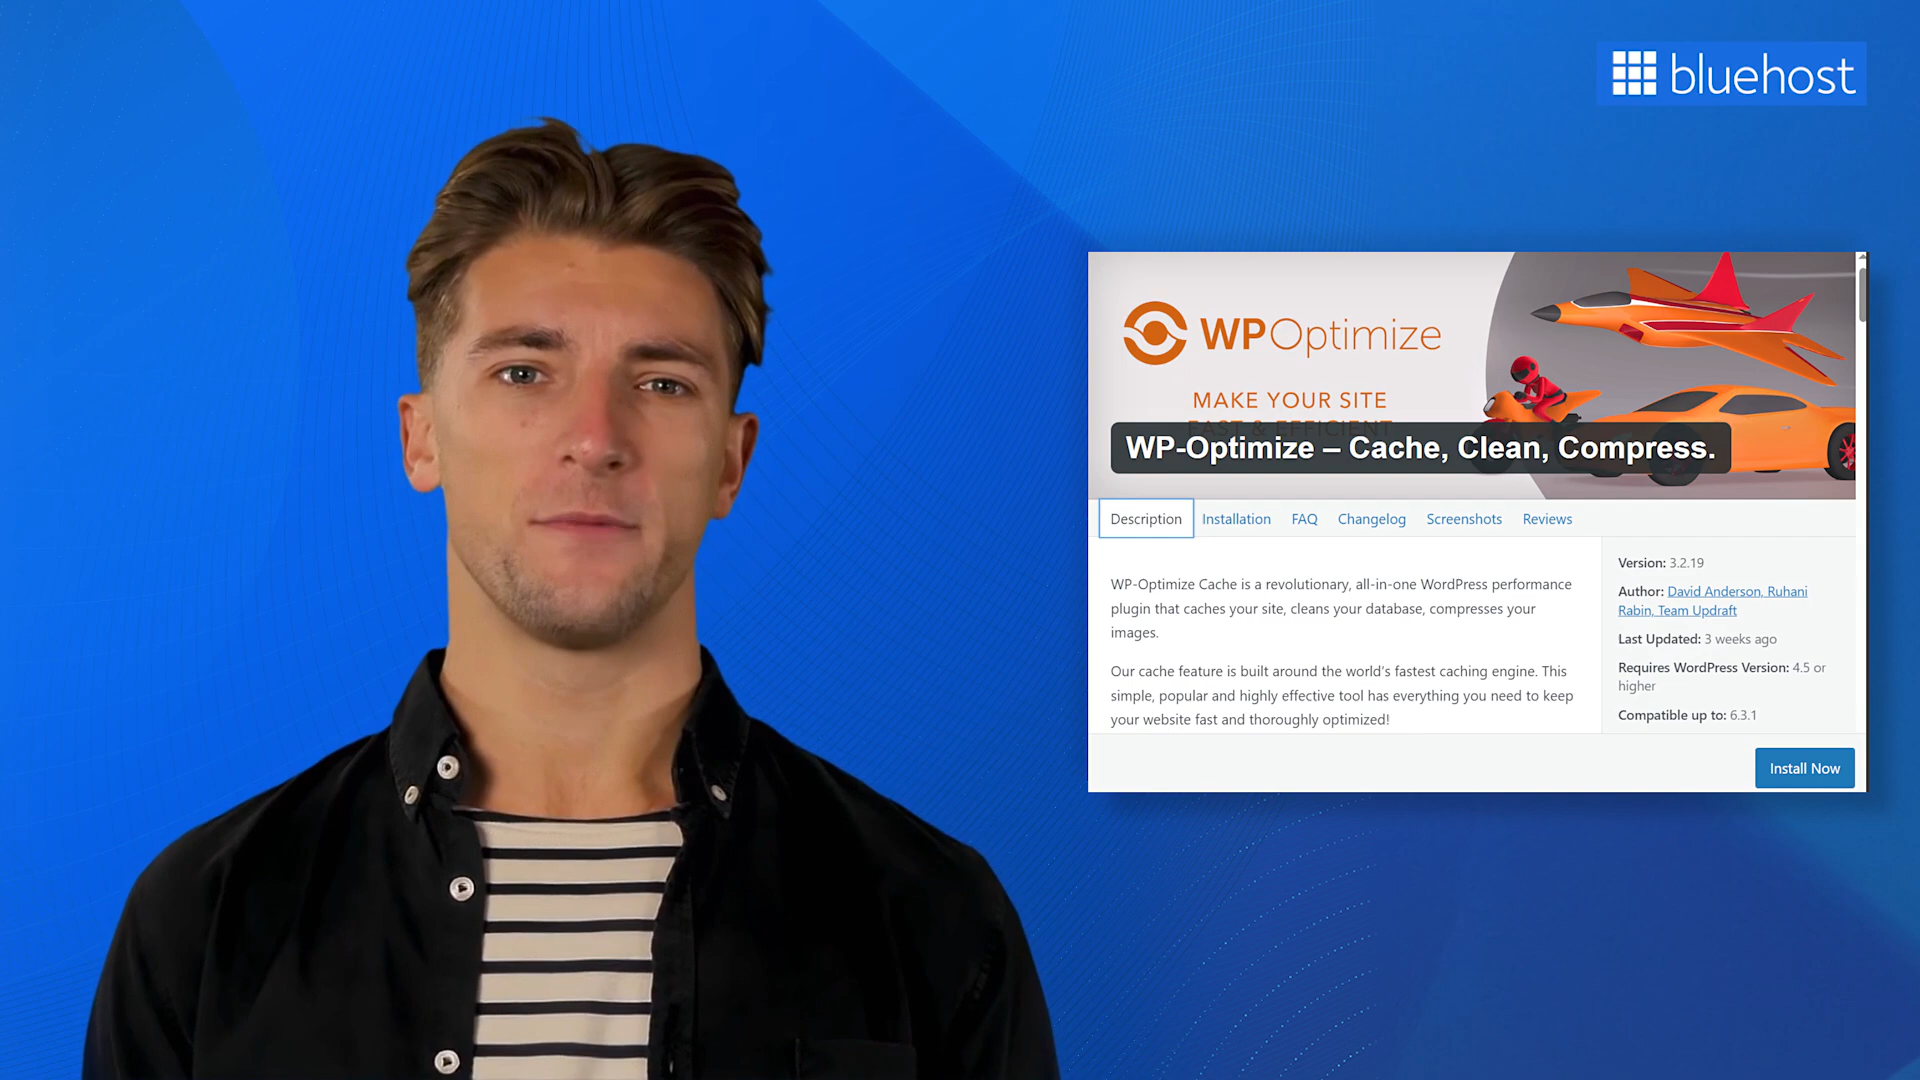 bluehost
WPOptimize
MAKE YOUR SITE
FAST & EFFICIENT
WP-Optimize – Cache, Clean, Compress.
Description Installation FAQ Changelog Screenshots Reviews
WP-Optimize Cache is a revolutionary, all-in-one WordPress performance
plugin that caches your site, cleans your database, compresses your
images.
Our cache feature is built around the world's fastest caching engine. This
simple, popular and highly effective tool has everything you need to keep
your website fast and thoroughly optimized!
Version: 3.2.19
Author: David Anderson, Ruhani
Rabin, Team Updraft
Last Updated: 3 weeks ago
Requires WordPress Version: 4.5 or
higher
Compatible up to: 6.3.1
Install Now